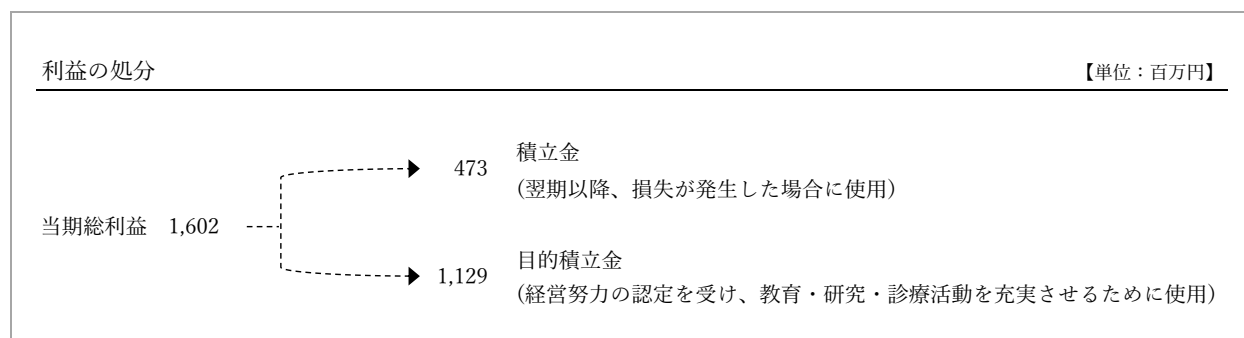 利益の処分
【単位：百万円】
473 積立金
(翌期以降、損失が発生した場合に使用)
当期総利益 1,602
1,129 目的積立金
(経営努力の認定を受け、教育・研究・診療活動を充実させるために使用)